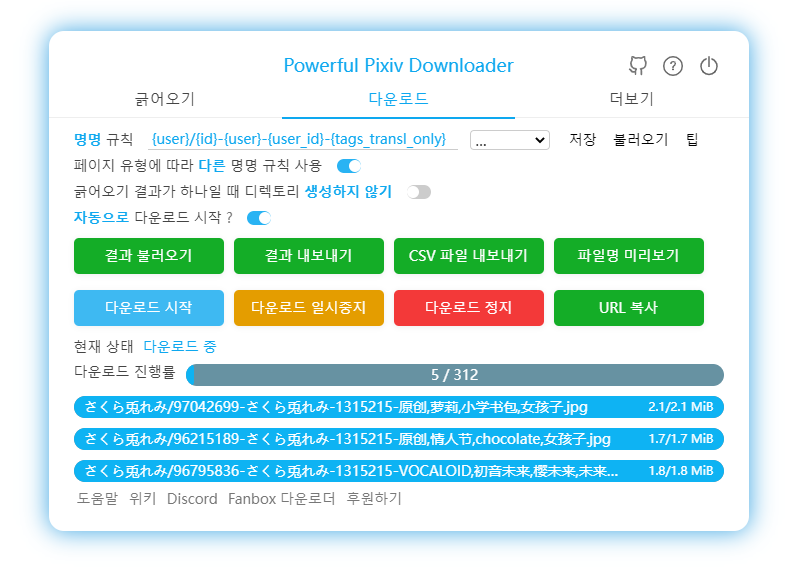 Powerful Pixiv Downloader
긁어오기 다운로드 더보기
명명 규칙 {user}/{id}-{user}-{user_id}-{tags_transl_only} ... 저장 불러오기 팁
페이지 유형에 따라 다른 명명 규칙 사용
긁어오기 결과가 하나일 때 디렉토리 생성하지 않기
자동으로 다운로드 시작 ?
결과 불러오기 결과 내보내기 CSV 파일 내보내기 파일명 미리보기
다운로드 시작 다운로드 일시중지 다운로드 정지 URL 복사
현재 상태 다운로드 중
다운로드 진행률 5 / 312
さくら兎れみ/97042699-さくら兎れみ-1315215-原创,萝莉,小学书包,女孩子.jpg 2.1/2.1 MiB
さくら兎れみ/96215189-さくら兎れみ-1315215-原创,情人节,chocolate,女孩子.jpg 1.7/1.7 MiB
さくら兎れみ/96795836-さくら兎れみ-1315215-VOCALOID,初音未来,樱未来,未来... 1.8/1.8 MiB
도움말 위키 Discord Fanbox 다운로더 후원하기